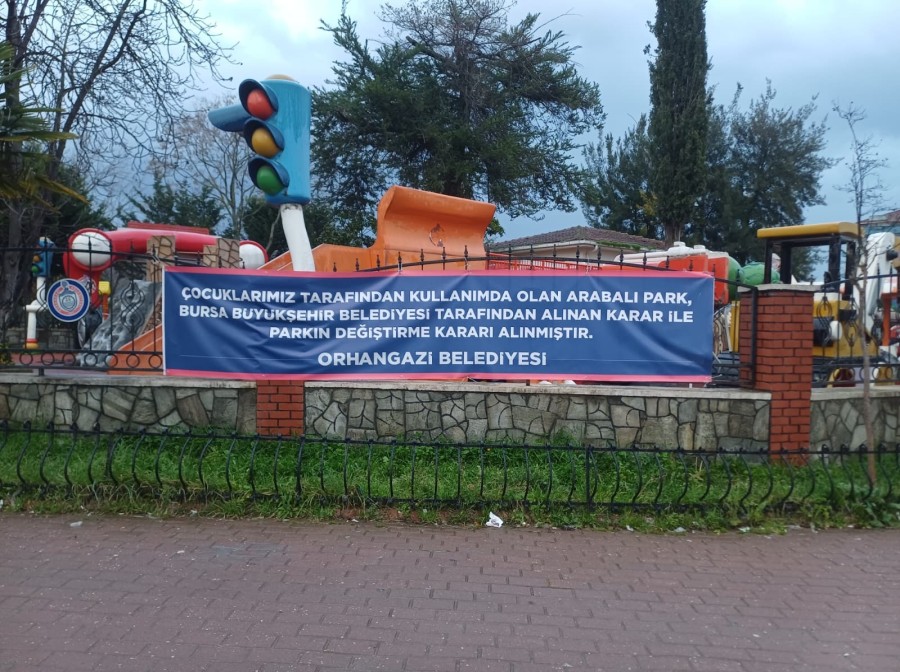 ÇOCUKLARIMIZ TARAFINDAN KULLANIMDA OLAN ARABALI PARK,
BURSA BÜYÜKŞEHİR BELEDİYESİ TARAFINDAN ALINAN KARAR İLE
PARKIN DEĞİŞTİRME KARARI ALINMIŞTIR.
ORHANGAZİ BELEDİYESİ